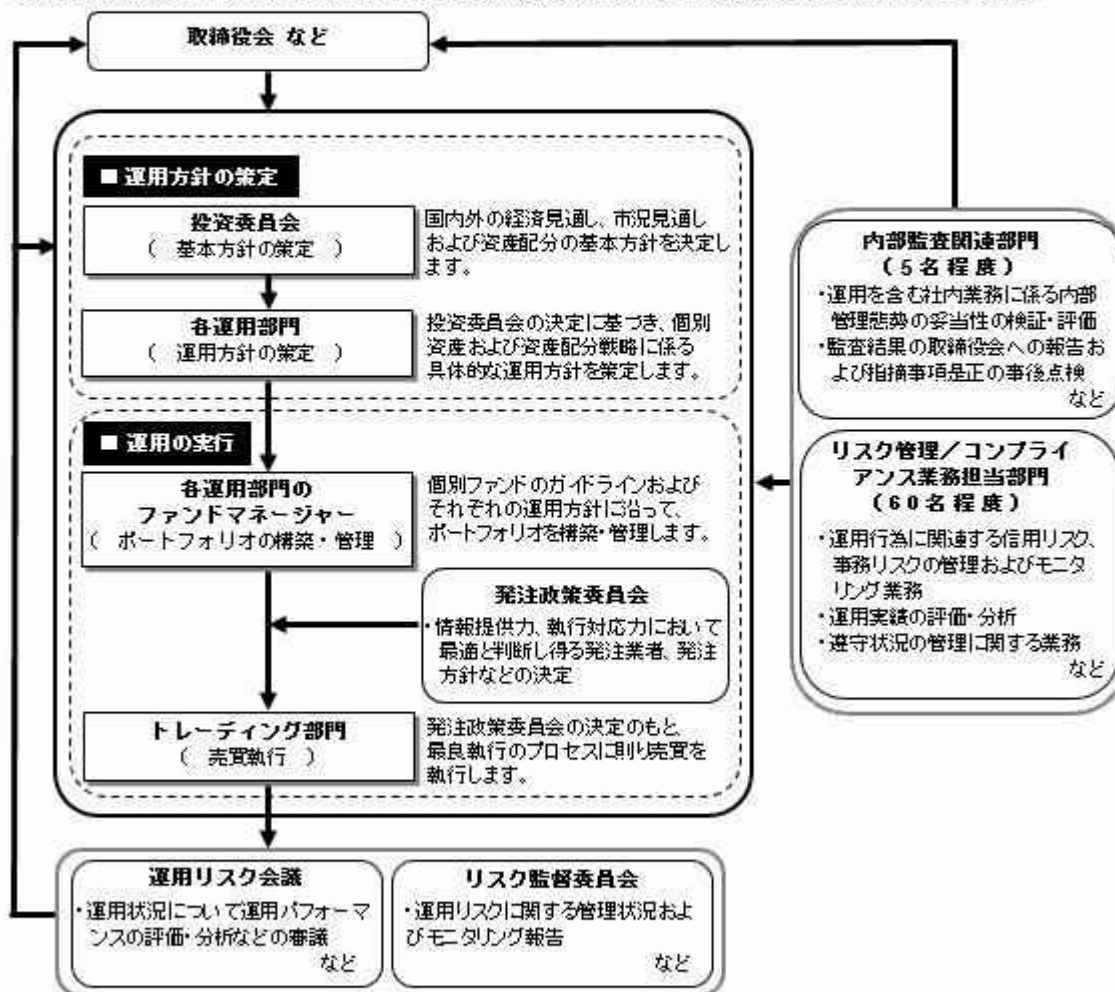 取締役会 など
■ 運用方針の策定
投資委員会
( 基本方針の策定 )
国内外の経済見通し、市況見通し
および資産配分の基本方針を決定し
ます。
各運用部門
( 運用方針の策定 )
投資委員会の決定に基づき、個別
資産および資産配分戦略に係る
具体的な運用方針を策定します。
■ 運用の実行
各運用部門の
ファンドマネージャー
( ポートフォリオの構築・管理 )
個別ファンドのガイドラインおよび
それぞれの運用方針に沿って、
ポートフォリオを構築・管理します。
発注政策委員会
・情報提供力、執行対応力において
最適と判断し得る発注業者、発注
方針などの決定
トレーディング部門
( 売買執行 )
発注政策委員会の決定のもと、
最良執行のプロセスに則り売買を
執行します。
内部監査関連部門
(5名程度)
・運用を含む社内業務に係る内部
管理態勢の妥当性の検証・評価
・監査結果の取締役会への報告お
よび指摘事項是正の事後点検
など
リスク管理/コンプライ
アンス業務担当部門
(60名程度)
・運用行為に関連する信用リスク、
事務リスクの管理およびモニタ
リング業務
・運用実績の評価・分析
・遵守状況の管理に関する業務
など
運用リスク会議
・運用状況について運用パフォーマ
ンスの評価・分析などの審議
など
リスク監督委員会
・運用リスクに関する管理状況およ
びモニタリング報告
など